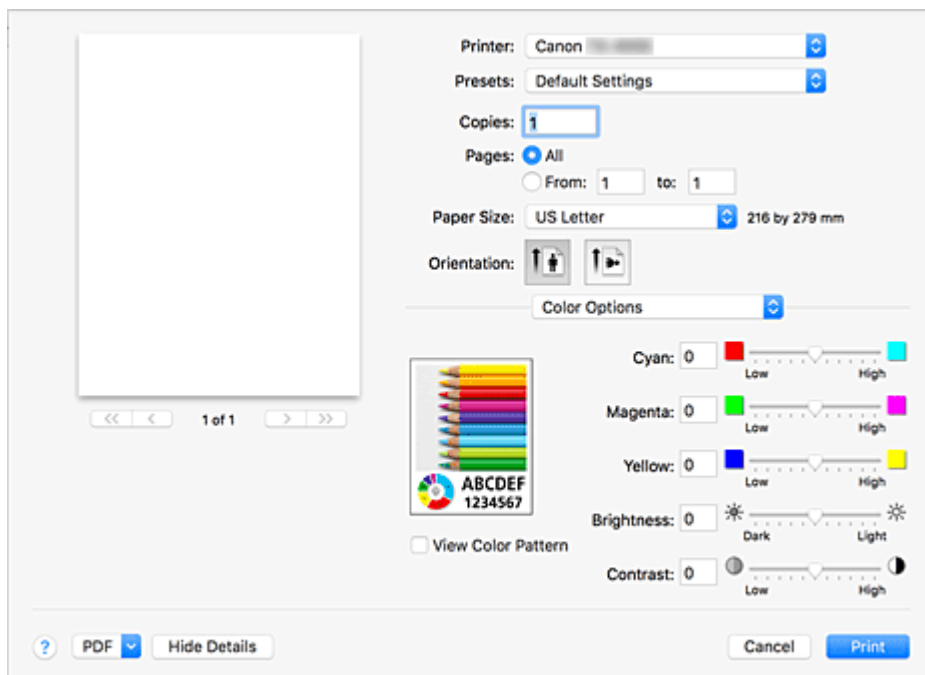 Printer: Canon
Presets: Default Settings
Copies: 1
Pages: All
From: 1 to: 1
Paper Size: US Letter 216 by 279 mm
Orientation:
Color Options
Cyan: 0
Low High
Magenta: 0
Low High
Yellow: 0
Low High
Brightness: 0
Dark Light
Contrast: 0
Low High
ABCDEF
1234567
View Color Pattern
<< < 1 of 1 > >>
? PDF Hide Details Cancel Print